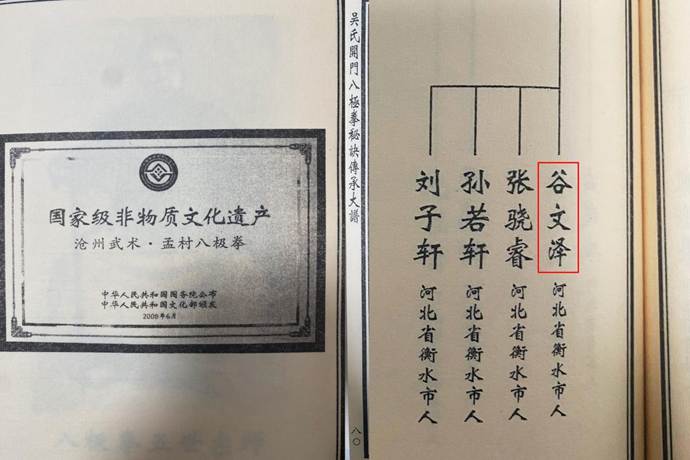 国家级非物质文化遗产
沧州武术·孟村八极拳
中华人民共和国国务院公布
中华人民共和国文化部颁发
2008年6月
吴氏開門八極拳秘訣傳承大譜
八〇
谷文泽
河北省衡水市人
张骁睿
河北省衡水市人
孙若轩
河北省衡水市人
刘子轩
河北省衡水市人